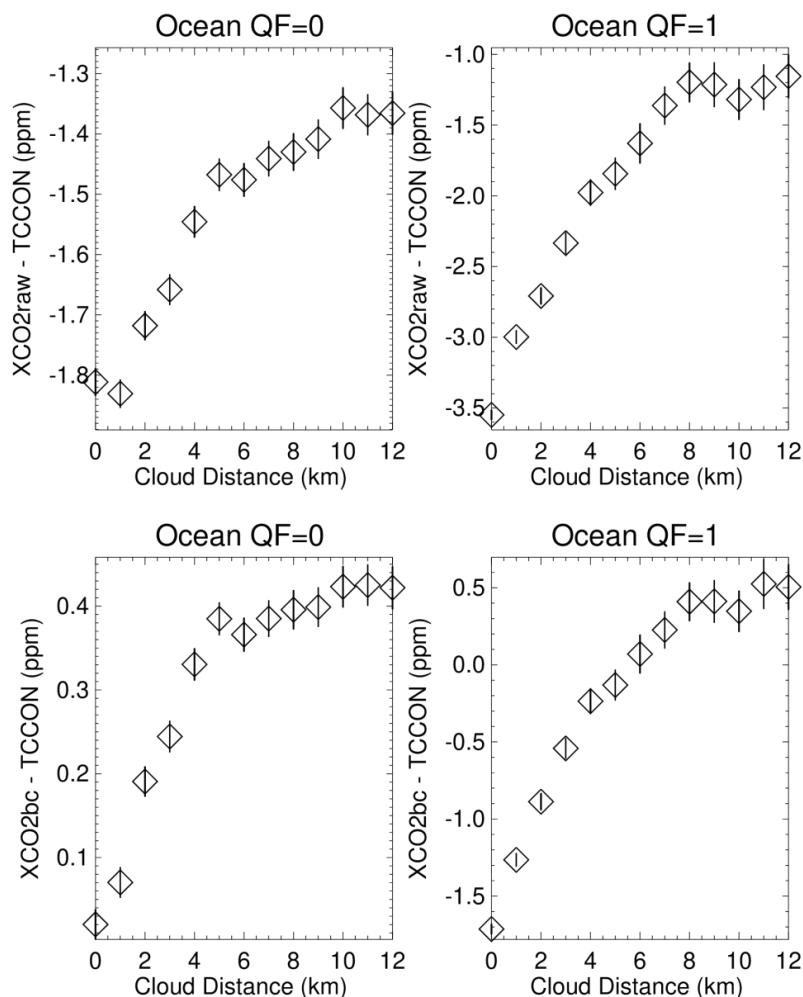 Ocean QF=0
XCO2raw - TCCON (ppm)
-1.3
-1.4
-1.5
-1.6
-1.7
-1.8
0 2 4 6 8 10 12
Cloud Distance (km)
Ocean QF=1
XCO2raw - TCCON (ppm)
-1.0
-1.5
-2.0
-2.5
-3.0
-3.5
0 2 4 6 8 10 12
Cloud Distance (km)
Ocean QF=0
XCO2bc - TCCON (ppm)
0.4
0.3
0.2
0.1
0 2 4 6 8 10 12
Cloud Distance (km)
Ocean QF=1
XCO2bc - TCCON (ppm)
0.5
0.0
-0.5
-1.0
-1.5
0 2 4 6 8 10 12
Cloud Distance (km)